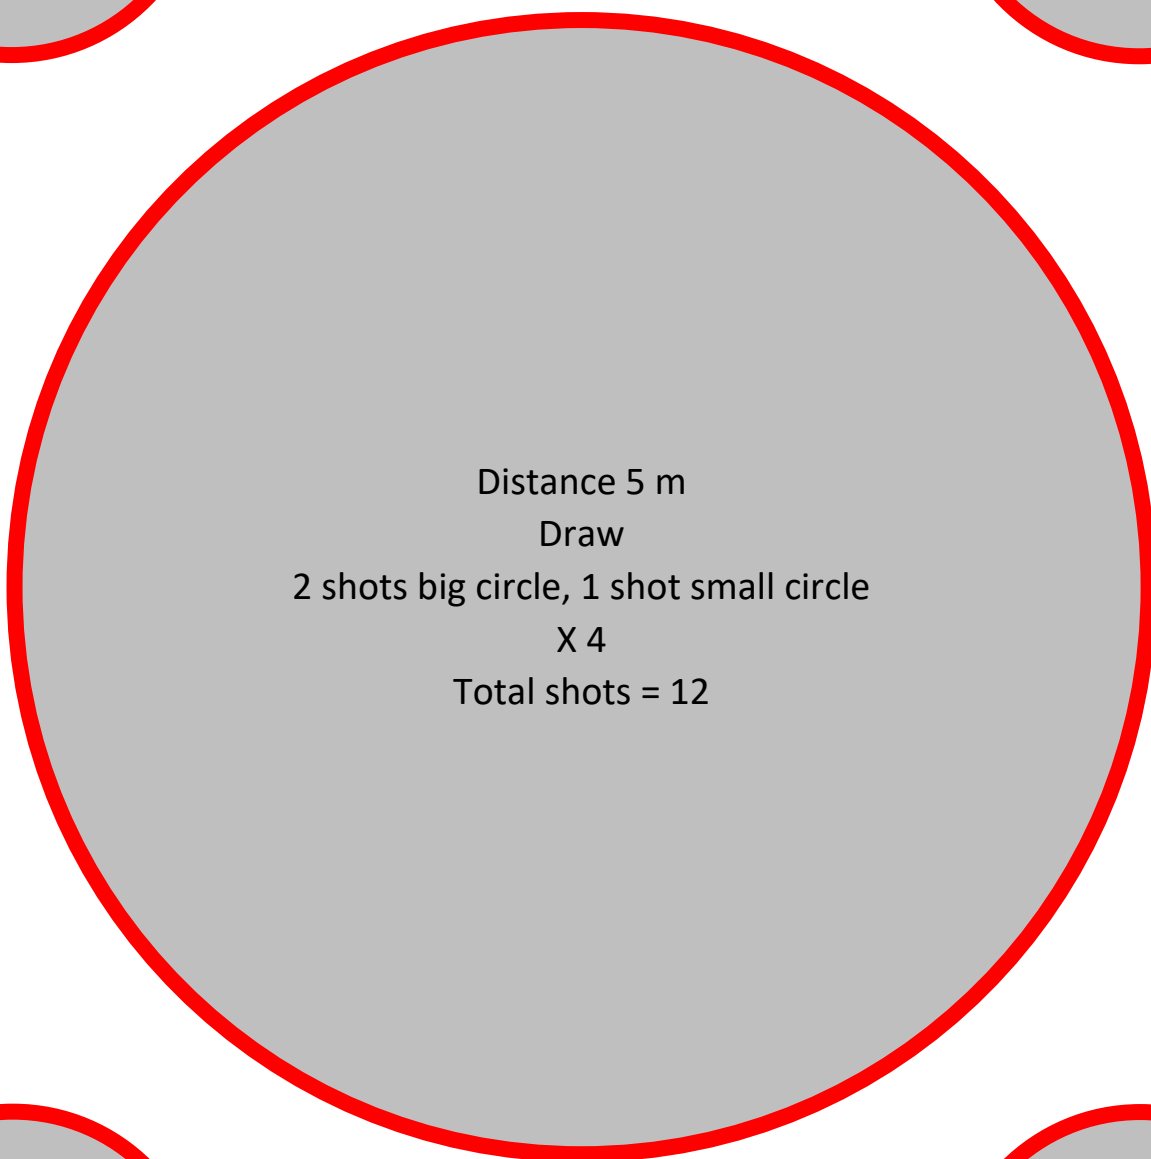 Distance 5 m
Draw
2 shots big circle, 1 shot small circle
X 4
Total shots = 12